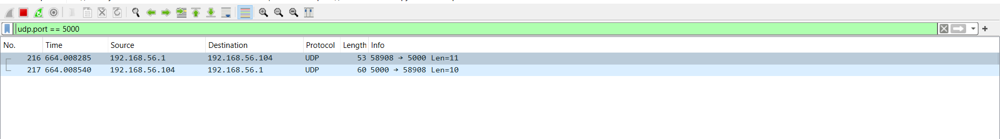 udp.port == 5000
No. Time Source Destination Protocol Length Info
216 664.008285 192.168.56.1 192.168.56.104 UDP 53 58908 → 5000 Len=11
217 664.008540 192.168.56.104 192.168.56.1 UDP 60 5000 → 58908 Len=10